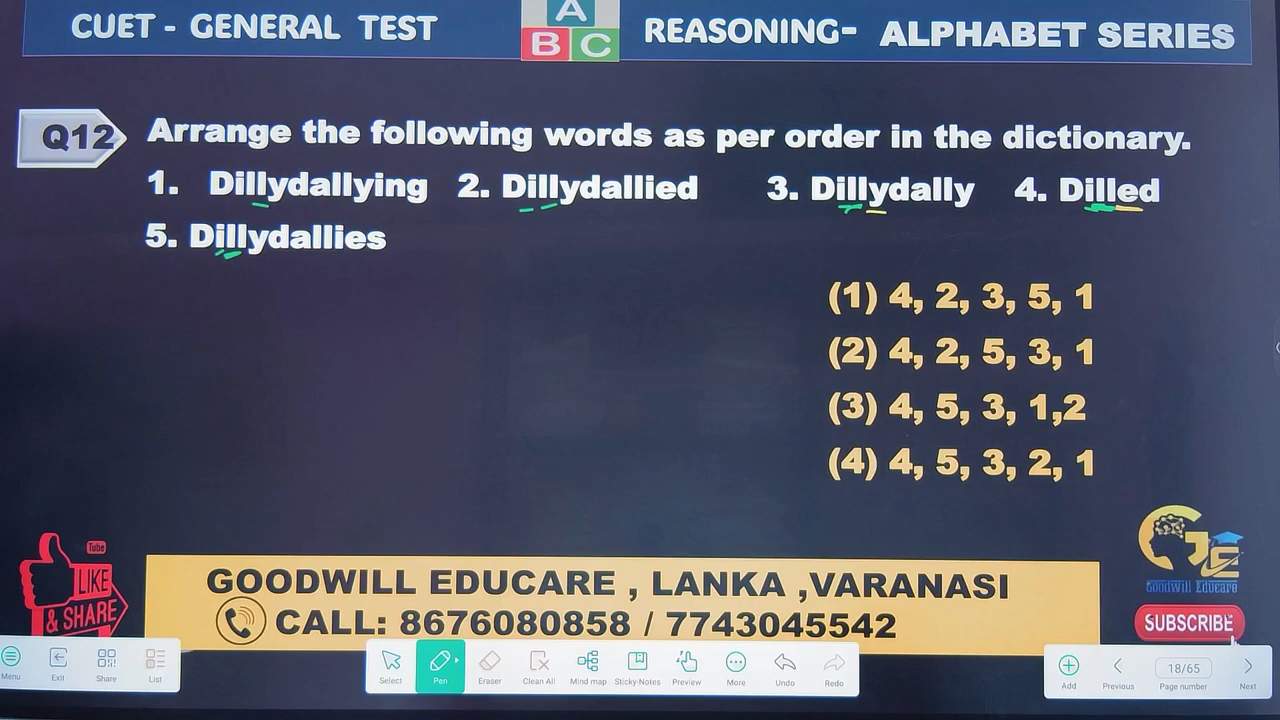 CUET - GENERAL TEST
A
B C
REASONING- ALPHABET SERIES
Q12 Arrange the following words as per order in the dictionary.
1. Dillydallying 2. Dillydallied 3. Dillydally 4. Dilled
5. Dillydallies
(1) 4, 2, 3, 5, 1
(2) 4, 2, 5, 3, 1
(3) 4, 5, 3, 1,2
(4) 4, 5, 3, 2, 1
Tube
LIKE
& SHARE
GOODWILL EDUCARE , LANKA ,VARANASI
CALL: 8676080858 / 7743045542
Goodwill Educare
SUBSCRIBE
Menu Exit Share List
Select Pen Eraser Clean All Mind map Sticky-Notes Preview More Undo Redo
Add Previous 18/65 Page number Next